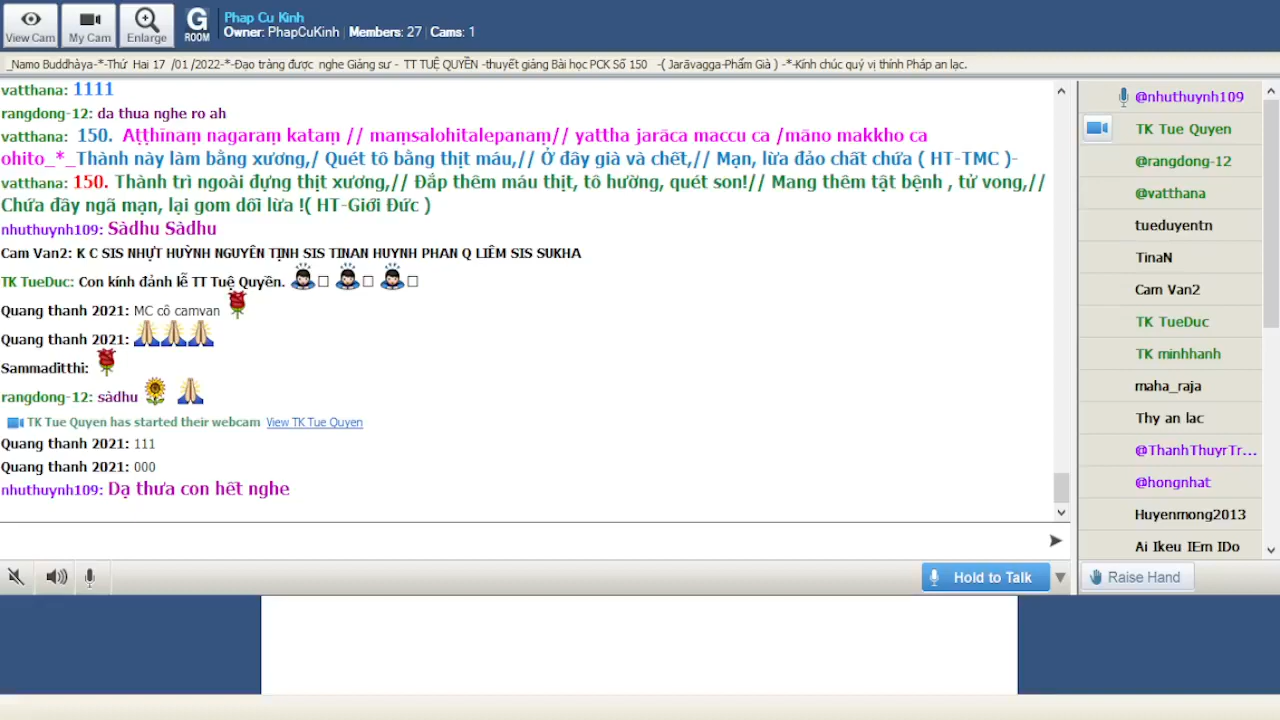 View Cam
My Cam
Enlarge
G
ROOM
Phap Cu Kinh
Owner: PhapCuKinh | Members: 27 | Cams: 1
_Namo Buddhàya-*-Thứ Hai 17 /01 /2022-*-Đạo tràng được nghe Giảng sư - TT TUỆ QUYỀN -thuyết giảng Bài học PCK Số 150 -( Jarāvagga-Phẩm Già ) -*-Kính chúc quý vị thính Pháp an lạc.
vatthana: 1111
rangdong-12: da thua nghe ro ah
vatthana: 150. Aṭṭhīnaṃ nagaraṃ kataṃ // maṃsalohitalepanaṃ// yattha jarāca maccu ca /māno makkho ca
ohito_*_Thành này làm bằng xương,/ Quét tô bằng thịt máu,// Ở đây già và chết,// Mạn, lừa đảo chất chứa ( HT-TMC )-
vatthana: 150. Thành trì ngoài đựng thịt xương,// Đắp thêm máu thịt, tô hường, quét son!// Mang thêm tật bệnh , tử vong,//
Chứa đầy ngã mạn, lại gom dối lừa !( HT-Giới Đức )
nhuthuynh109: Sàdhu Sàdhu
Cam Van2: K C SIS NHỰT HUỲNH NGUYÊN TỊNH SIS TINAN HUYNH PHAN Q LIÊM SIS SUKHA
TK TueDuc: Con kính đảnh lễ TT Tuệ Quyền.
Quang thanh 2021: MC cô camvan
Quang thanh 2021:
Sammaditthi:
rangdong-12: sàdhu
TK Tue Quyen has started their webcam View TK Tue Quyen
Quang thanh 2021: 111
Quang thanh 2021: 000
nhuthuynh109: Dạ thưa con hết nghe
@nhuthuynh109
TK Tue Quyen
@rangdong-12
@vatthana
tueduyentn
TinaN
Cam Van2
TK TueDuc
TK minhhanh
maha_raja
Thy an lac
@ThanhThuyrTr...
@hongnhat
Huyenmong2013
Ai Ikeu IEm IDo
Hold to Talk
Raise Hand